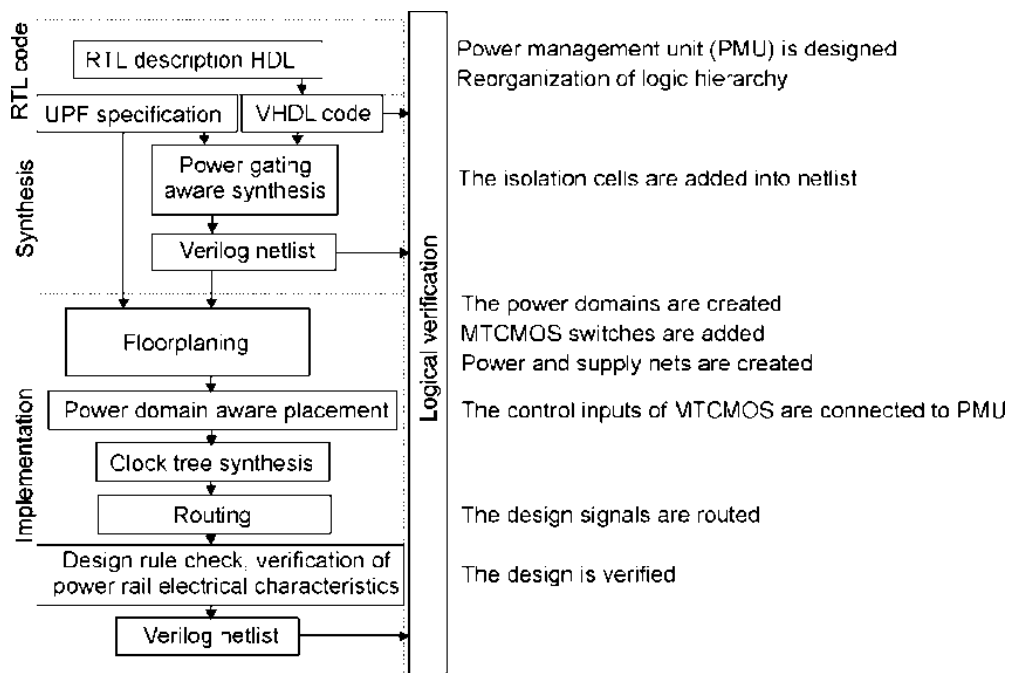 RTL code
RTL description HDL
Power management unit (PMU) is designed
Reorganization of logic hierarchy
UPF specification
VHDL code
Synthesis
Power gating
aware synthesis
The isolation cells are added into netlist
Verilog netlist
Logical verification
Implementation
Floorplaning
The power domains are created
MTCMOS switches are added
Power and supply nets are created
Power domain aware placement
The control inputs of MTCMOS are connected to PMU
Clock tree synthesis
Routing
The design signals are routed
Design rule check, verification of
power rail electrical characteristics
The design is verified
Verilog netlist